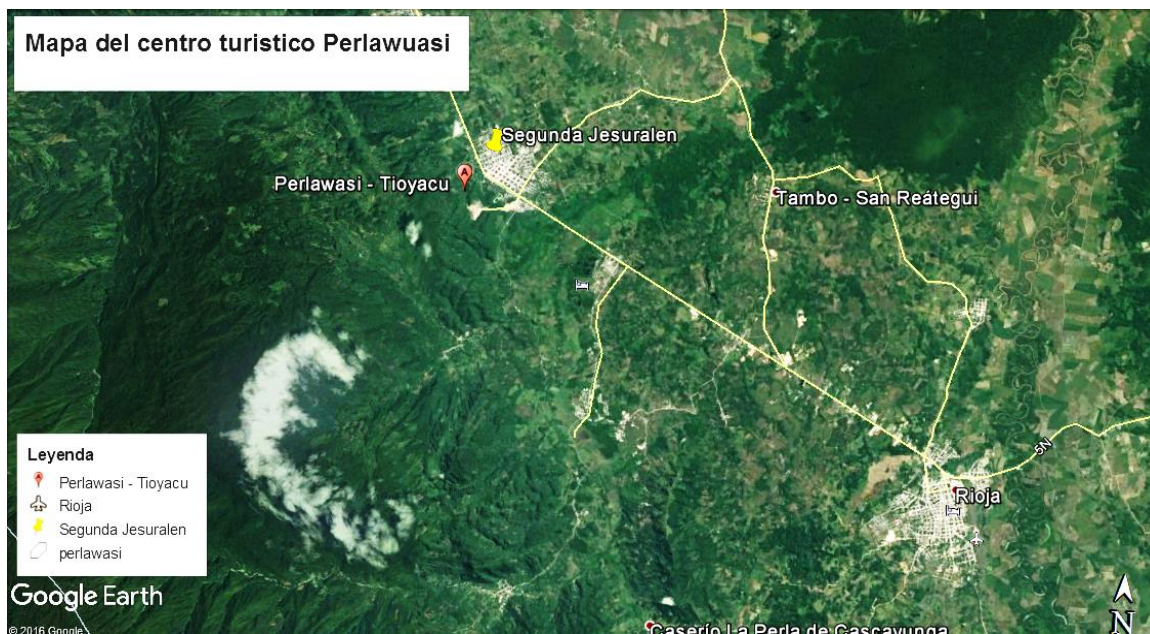 Mapa del centro turistico Perlawuasi
Segunda Jesuralen
Perlawasi - Tioyacu
Tambo - San Reátegui
5N
Rioja
Leyenda
Perlawasi - Tioyacu
Rioja
Segunda Jesuralen
perlawasi
Google Earth
© 2016 Google
Caserío La Perla de Cascayunga
N
A
A